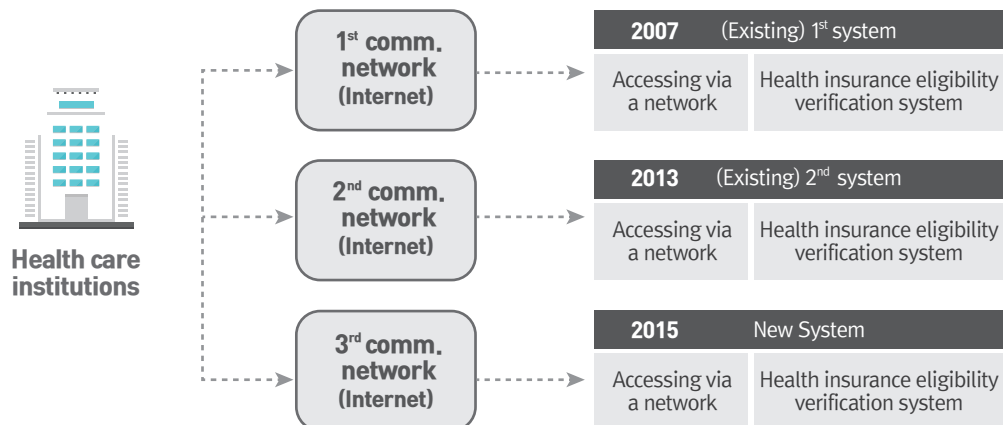 Health care
institutions
1st comm.
network
(Internet)
2007 (Existing) 1st system
Accessing via
a network
Health insurance eligibility
verification system
2nd comm.
network
(Internet)
2013 (Existing) 2nd system
Accessing via
a network
Health insurance eligibility
verification system
3rd comm.
network
(Internet)
2015 New System
Accessing via
a network
Health insurance eligibility
verification system